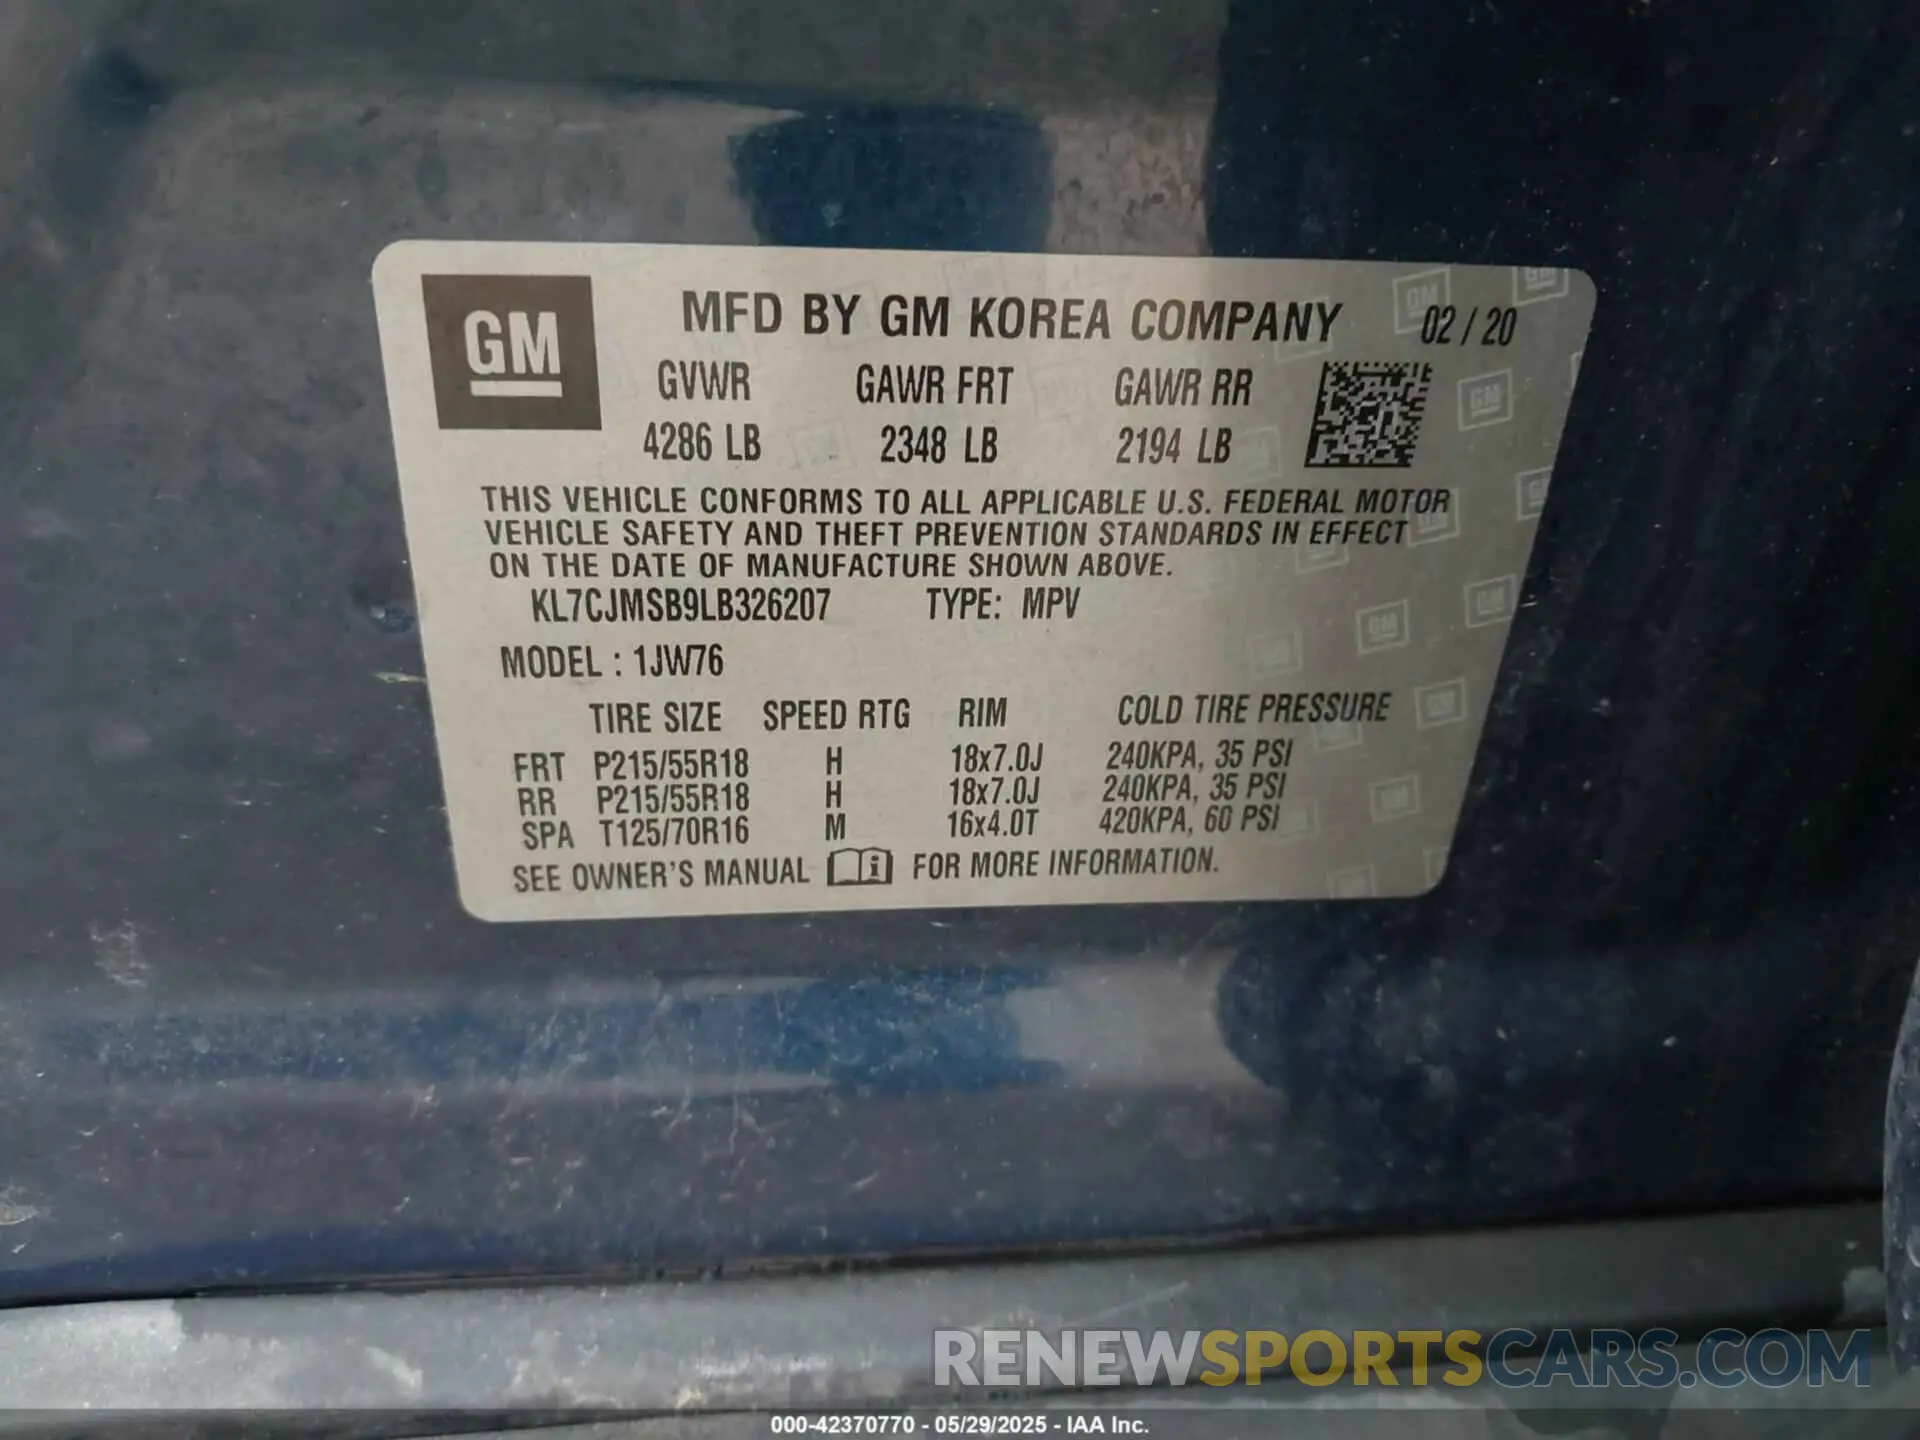 GM
MFD BY GM KOREA COMPANY 02 / 20
GVWR GAWR FRT GAWR RR
4286 LB 2348 LB 2194 LB
THIS VEHICLE CONFORMS TO ALL APPLICABLE U.S. FEDERAL MOTOR
VEHICLE SAFETY AND THEFT PREVENTION STANDARDS IN EFFECT
ON THE DATE OF MANUFACTURE SHOWN ABOVE.
KL7CJMSB9LB326207 TYPE: MPV
MODEL : 1JW76
TIRE SIZE SPEED RTG RIM COLD TIRE PRESSURE
FRT P215/55R18 H 18x7.0J 240KPA, 35 PSI
RR P215/55R18 H 18x7.0J 240KPA, 35 PSI
SPA T125/70R16 M 16x4.0T 420KPA, 60 PSI
SEE OWNER'S MANUAL i FOR MORE INFORMATION.
RENEWSPORTSCARS.COM
000-42370770 - 05/29/2025 - IAA Inc.